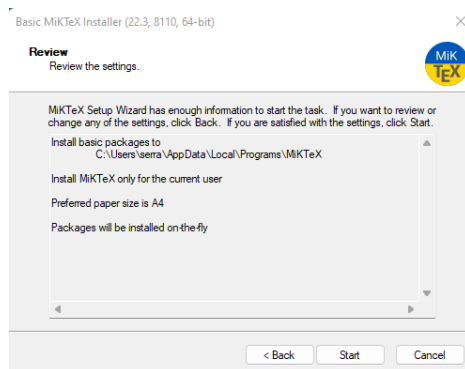 Basic MiKTeX Installer (22.3, 8110, 64-bit)
Review
Review the settings.
MiK
TEX
MiKTeX Setup Wizard has enough information to start the task. If you want to review or
change any of the settings, click Back. If you are satisfied with the settings, click Start.
Install basic packages to
C:\Users\serra\AppData\Local\Programs\MiKTeX
Install MiKTeX only for the current user
Preferred paper size is A4
Packages will be installed on-the-fly
< Back Start Cancel